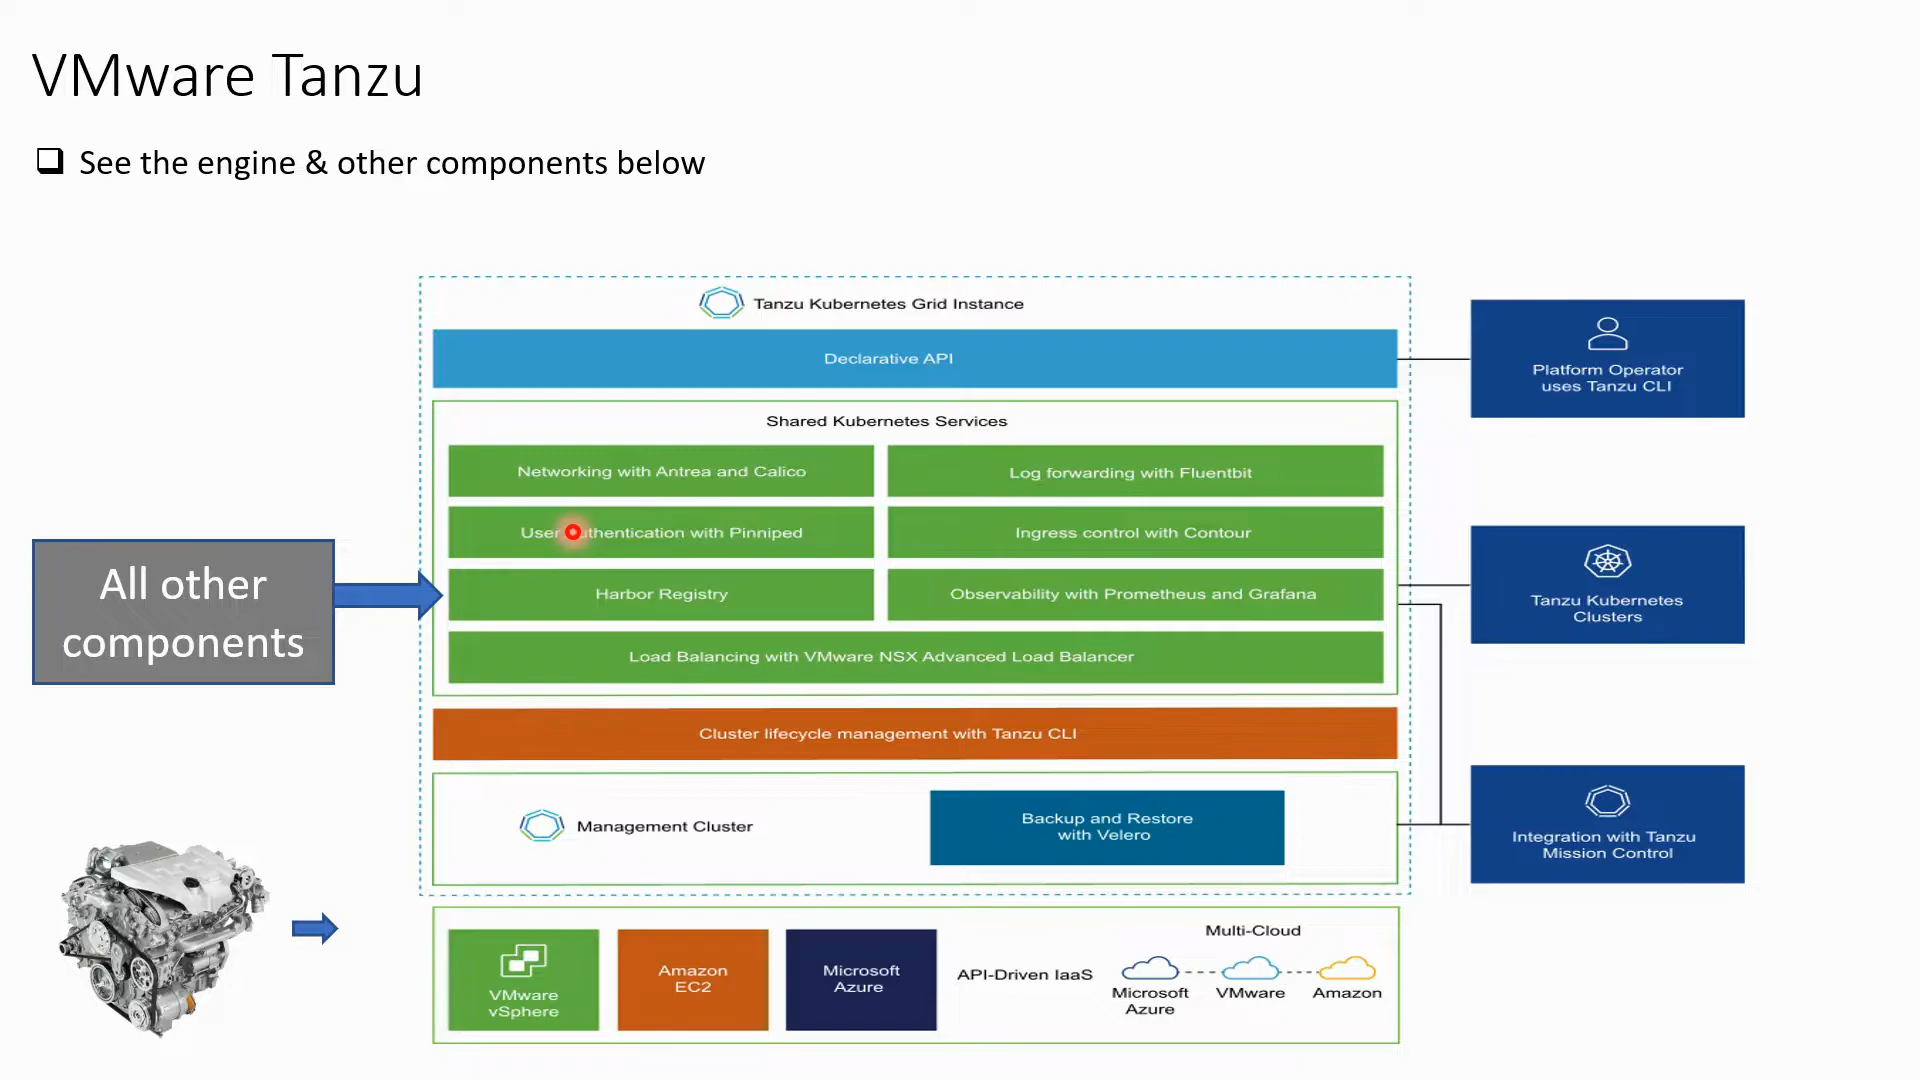 VMware Tanzu
See the engine & other components below
Tanzu Kubernetes Grid Instance
Declarative API
Platform Operator
uses Tanzu CLI
Shared Kubernetes Services
Networking with Antrea and Calico
Log forwarding with Fluentbit
User Authentication with Pinniped
Ingress control with Contour
Harbor Registry
Observability with Prometheus and Grafana
Load Balancing with VMware NSX Advanced Load Balancer
All other
components
Tanzu Kubernetes
Clusters
Cluster lifecycle management with Tanzu CLI
Management Cluster
Backup and Restore
with Velero
Integration with Tanzu
Mission Control
VMware
vSphere
Amazon
EC2
Microsoft
Azure
API-Driven IaaS
Multi-Cloud
Microsoft
Azure
VMware
Amazon